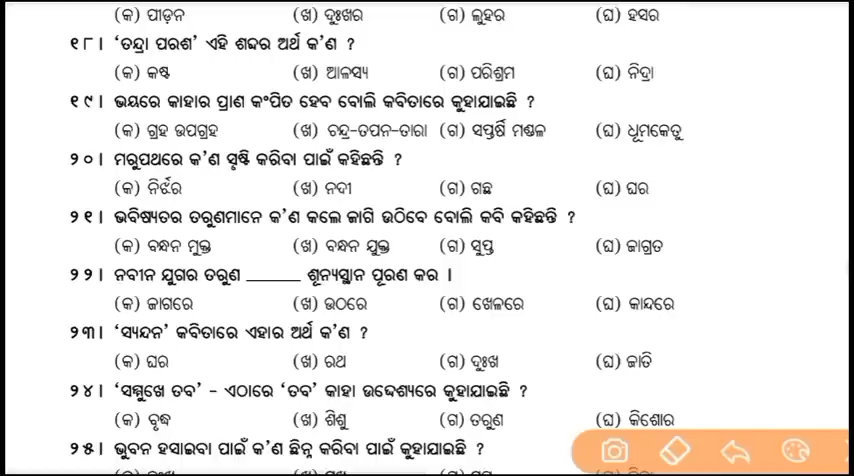 (କ) ପୀଡ଼ନ (ଖ) ଦୁଃଖର (ଗ) ଲୁହର (ଘ) ହସର
୧୮। ‘ତନ୍ଦ୍ରା ପରଶ’ ଏହି ଶବ୍ଦର ଅର୍ଥ କ’ଣ ?
(କ) କଷ୍ଟ (ଖ) ଆଳସ୍ୟ (ଗ) ପରିଶ୍ରମ (ଘ) ନିଦ୍ରା
୧୯। ଭୟରେ କାହାର ପ୍ରାଣ କଂପିତ ହେବ ବୋଲି କବିତାରେ କୁହାଯାଇଛି ?
(କ) ଗ୍ରହ ଉପଗ୍ରହ (ଖ) ଚନ୍ଦ୍ର-ତପନ-ତାରା (ଗ) ସପ୍ତର୍ଷି ମଣ୍ଡଳ (ଘ) ଧୂମକେତୁ
୨୦। ମରୁପଥରେ କ’ଣ ସୃଷ୍ଟି କରିବା ପାଇଁ କହିଛନ୍ତି ?
(କ) ନିର୍ଝର (ଖ) ନଦୀ (ଗ) ଗଛ (ଘ) ଘର
୨୧। ଭବିଷ୍ୟତର ତରୁଣମାନେ କ’ଣ କଲେ ଜାଗି ଉଠିବେ ବୋଲି କବି କହିଛନ୍ତି ?
(କ) ବନ୍ଧନ ମୁକ୍ତ (ଖ) ବନ୍ଧନ ଯୁକ୍ତ (ଗ) ସୁପ୍ତ (ଘ) ଜାଗ୍ରତ
୨୨। ନବୀନ ଯୁଗର ତରୁଣ ______ ଶୂନ୍ୟସ୍ଥାନ ପୂରଣ କର ।
(କ) ଜାଗରେ (ଖ) ଉଠରେ (ଗ) ଖେଳରେ (ଘ) କାନ୍ଦରେ
୨୩। ‘ସ୍ୟନ୍ଦନ’ କବିତାରେ ଏହାର ଅର୍ଥ କ’ଣ ?
(କ) ଘର (ଖ) ରଥ (ଗ) ଦୁଃଖ (ଘ) ଜାତି
୨୪। ‘ସମ୍ମୁଖେ ତବ’ - ଏଠାରେ ‘ତବ’ କାହା ଉଦ୍ଦେଶ୍ୟରେ କୁହାଯାଇଛି ?
(କ) ବୃଦ୍ଧ (ଖ) ଶିଶୁ (ଗ) ତରୁଣ (ଘ) କିଶୋର
୨୫। ଭୁବନ ହସାଇବା ପାଇଁ କ’ଣ ଛିନ୍ନ କରିବା ପାଇଁ କୁହାଯାଇଛି ?